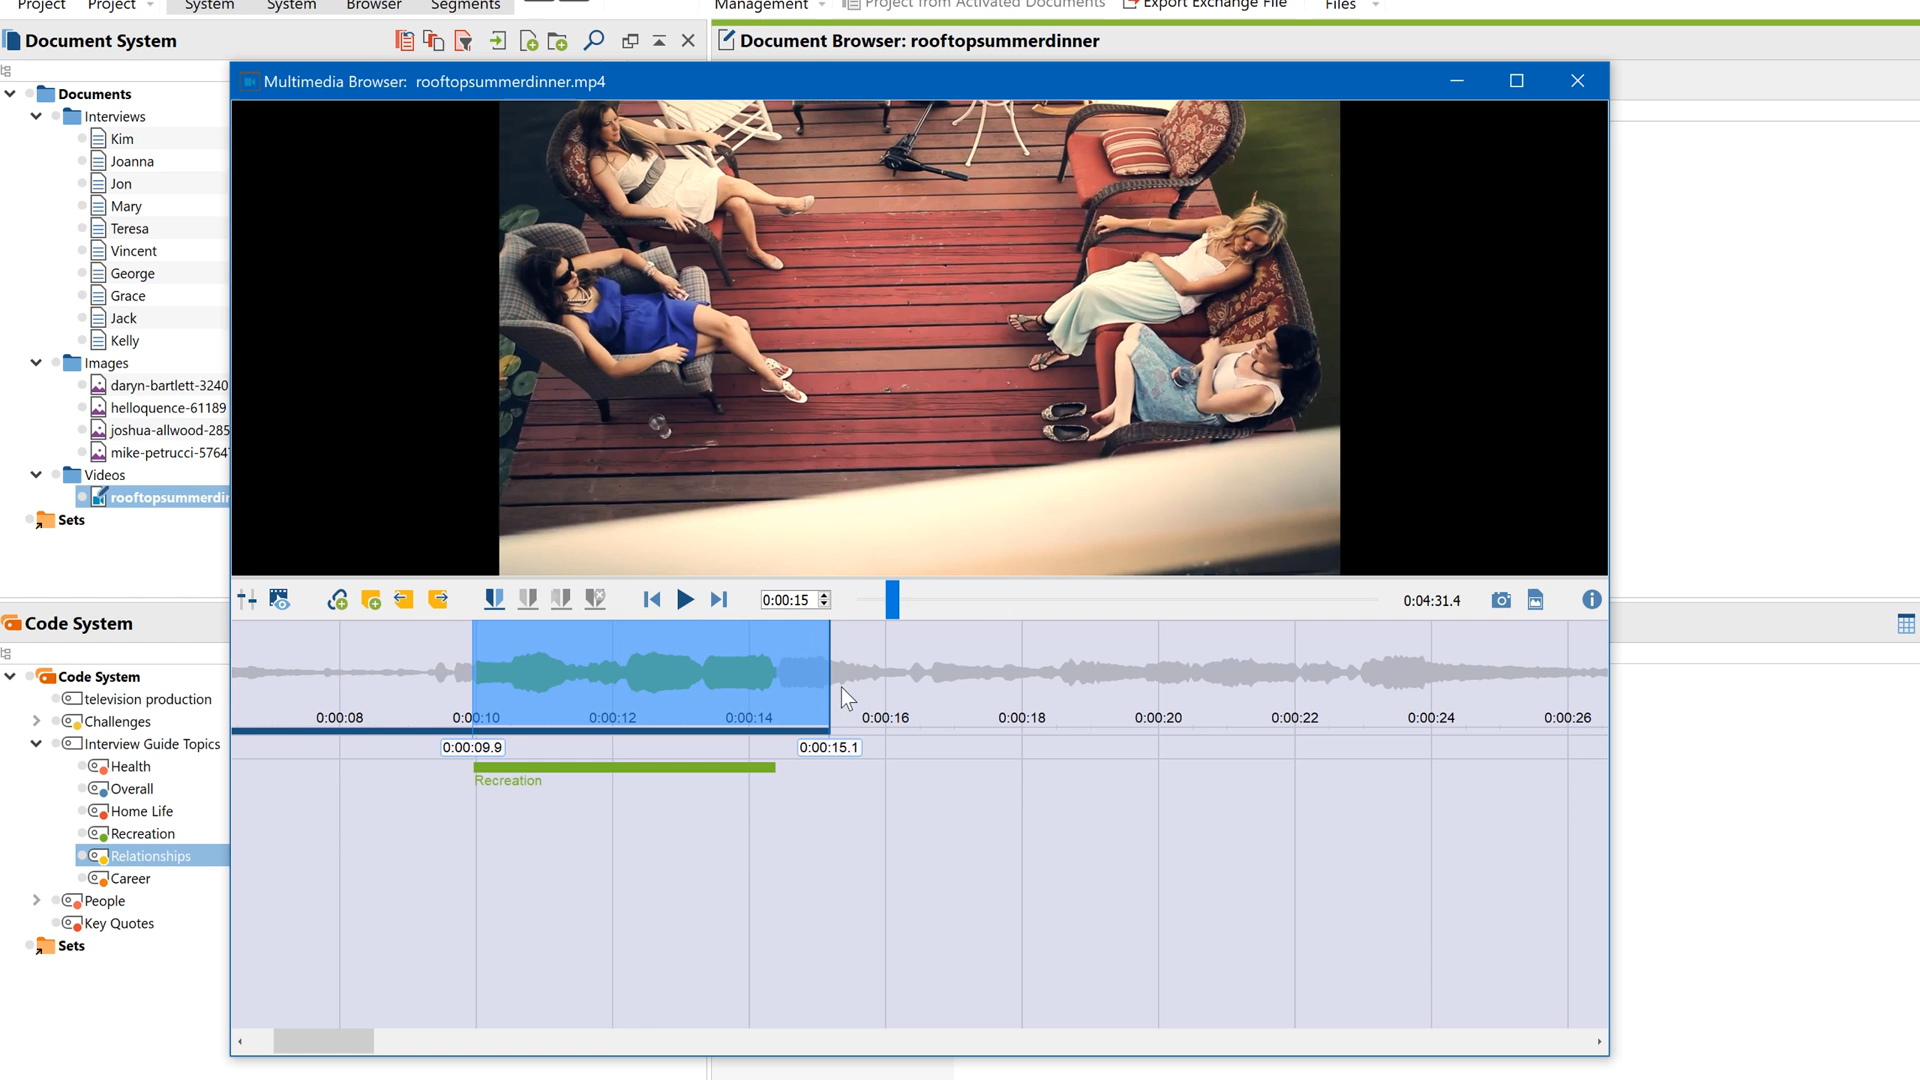 Project
Project
System
System
Browser
Segments
Management
Project from Activated Documents
Export Exchange File
Files
Document System
Document Browser: rooftopsummerdinner
Multimedia Browser: rooftopsummerdinner.mp4
Documents
Interviews
Kim
Joanna
Jon
Mary
Teresa
Vincent
George
Grace
Jack
Kelly
Images
daryn-bartlett-3240
helloquence-61189
joshua-allwood-285
mike-petrucci-5764
Videos
rooftopsummerdin
Sets
0:00:15
0:04:31.4
0:00:08
0:00:10
0:00:12
0:00:14
0:00:16
0:00:18
0:00:20
0:00:22
0:00:24
0:00:26
0:00:09.9
0:00:15.1
Recreation
Code System
Code System
television production
Challenges
Interview Guide Topics
Health
Overall
Home Life
Recreation
Relationships
Career
People
Key Quotes
Sets